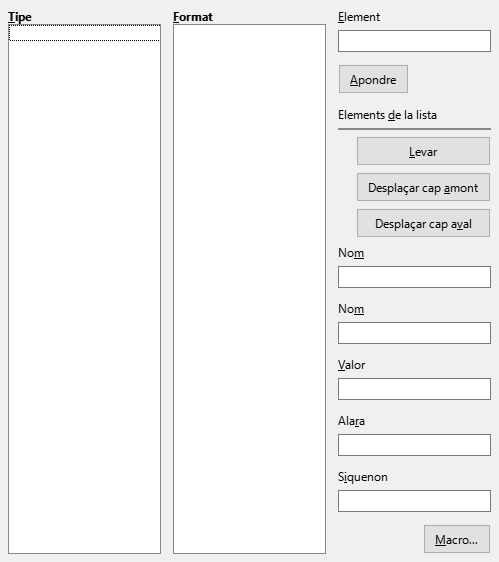 Tipe
Format
Element
Apondre
Elements de la lista
Levar
Desplaçar cap amont
Desplaçar cap aval
Nom
Nom
Valor
Alara
Siquenon
Macro...